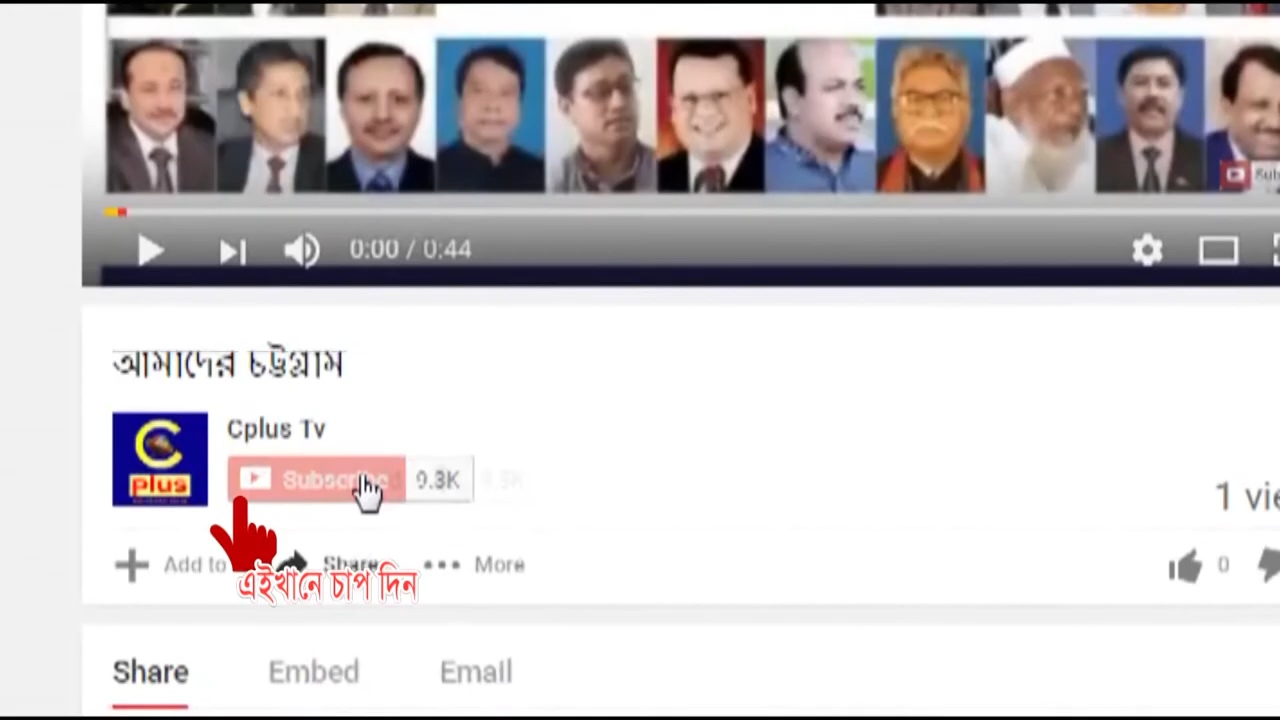 0:00 / 0:44
আমাদের চট্টগ্রাম
C
plus
Cplus Tv
Subscribe 9.3K
1
Add to Share More
0
এইখানে চাপ দিন
Share Embed Email